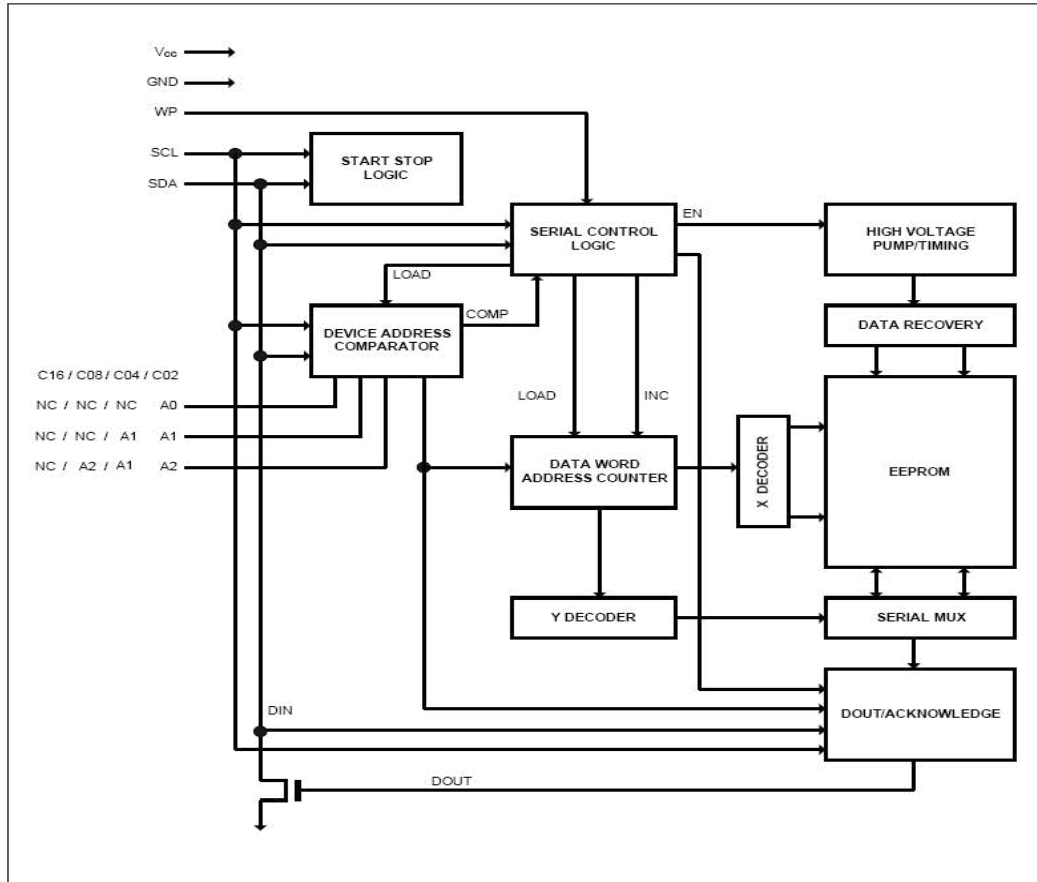 Vcc
GND
WP
SCL
SDA
START STOP
LOGIC
SERIAL CONTROL
LOGIC
EN
HIGH VOLTAGE
PUMP/TIMING
LOAD
COMP
DEVICE ADDRESS
COMPARATOR
DATA RECOVERY
C16 / C08 / C04 / C02
NC / NC / NC A0
NC / NC / A1 A1
NC / A2 / A1 A2
LOAD
INC
DATA WORD
ADDRESS COUNTER
X DECODER
EEPROM
Y DECODER
SERIAL MUX
DIN
DOUT/ACKNOWLEDGE
DOUT